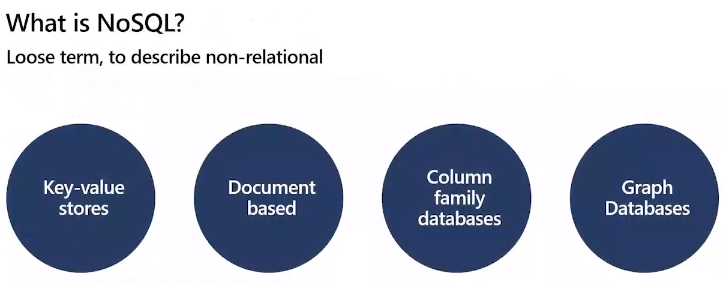 What is NoSQL?
Loose term, to describe non-relational
Key-value
stores
Document
based
Column
family
databases
Graph
Databases